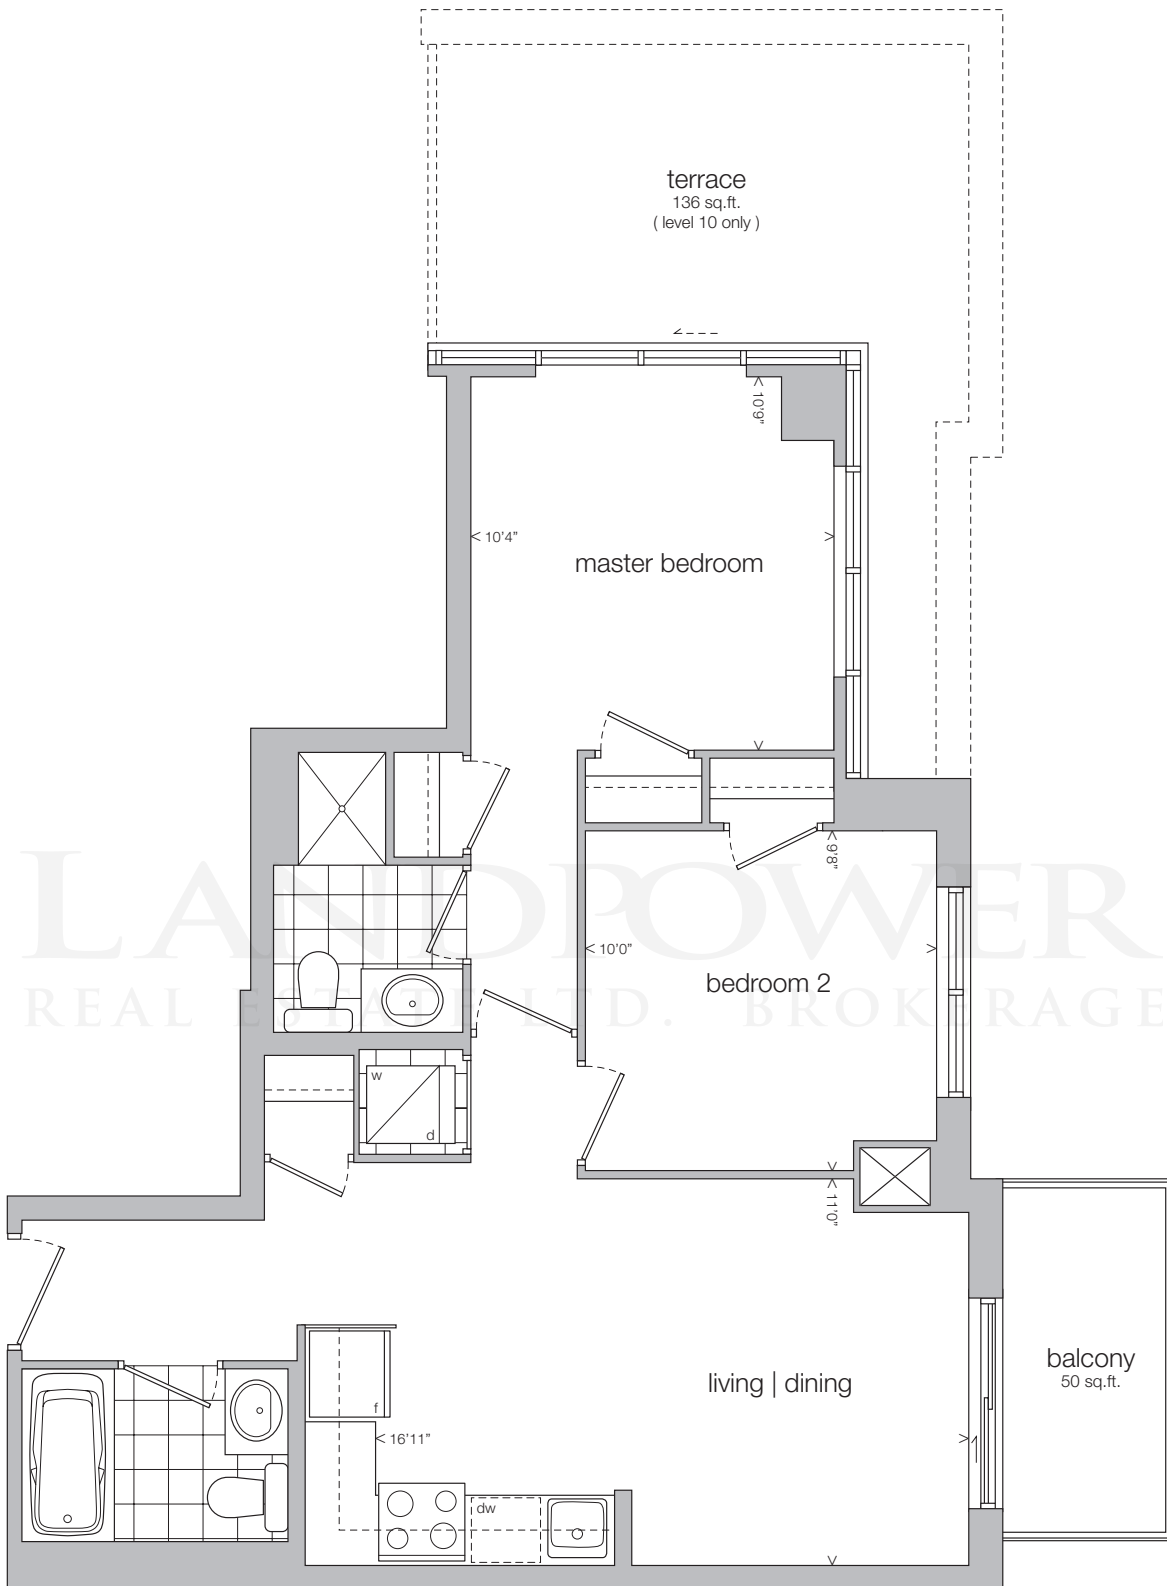 terrace
136 sq.ft.
( level 10 only )
10'9"
10'4"
master bedroom
9'8"
LANDPOWER
10'0"
bedroom 2
REAL ESTATE LTD. BROKERAGE
w
d
11'0"
living | dining
balcony
50 sq.ft.
f
16'11"
dw